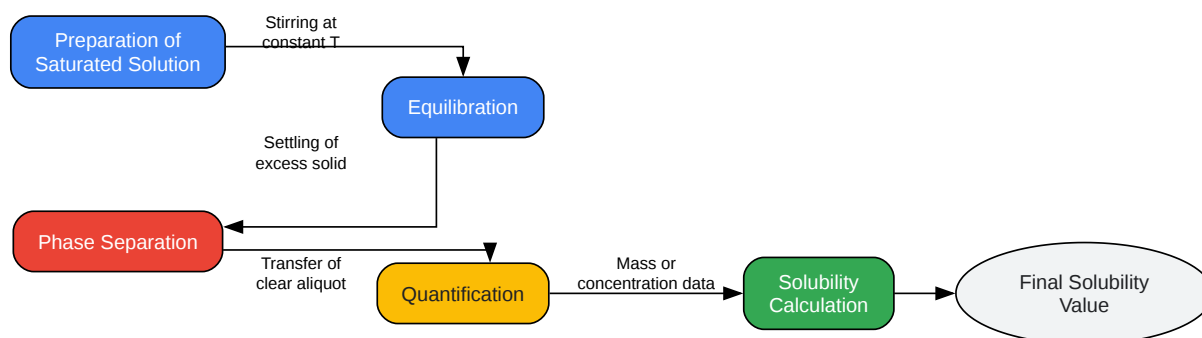 Preparation of
Saturated Solution
Stirring at
constant T
Equilibration
Settling of
excess solid
Phase Separation
Transfer of
clear aliquot
Quantification
Mass or
concentration data
Solubility
Calculation
Final Solubility
Value